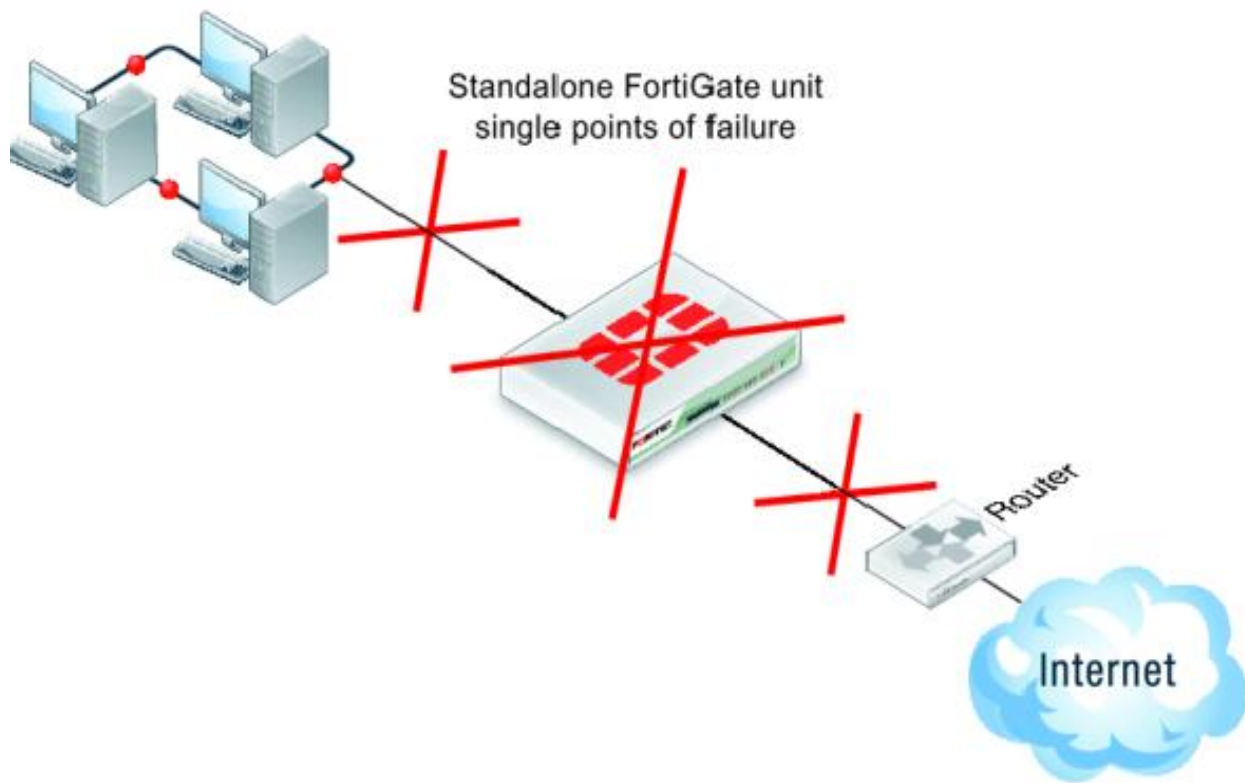 Standalone FortiGate unit
single points of failure
Router
Internet